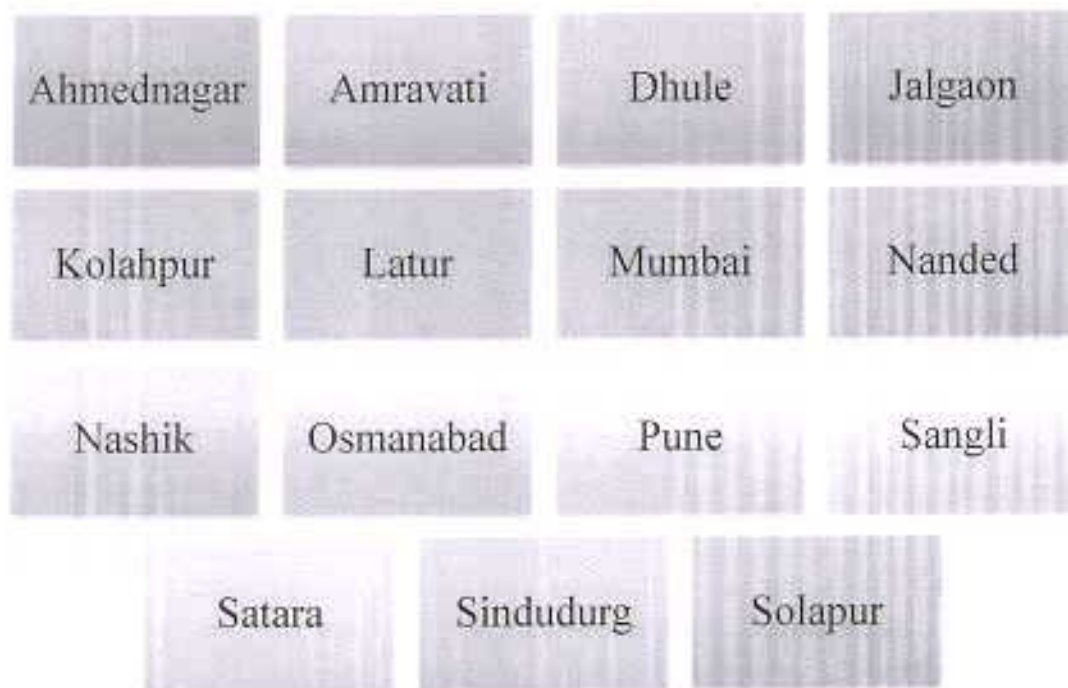 Ahmednagar Amravati Dhule Jalgaon
Kolahpur Latur Mumbai Nanded
Nashik Osmanabad Pune Sangli
Satara Sindudurg Solapur